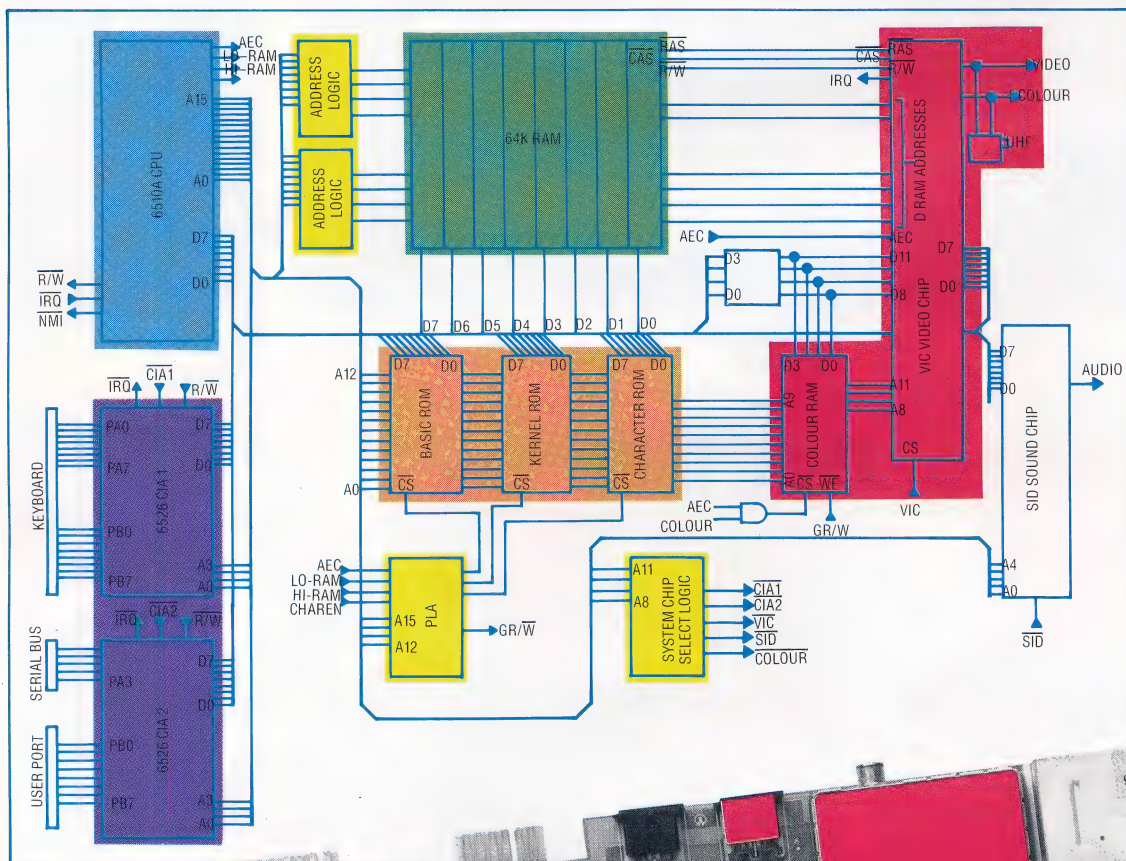 AEC
LO-RAM
HI-RAM
A15
A0
6510A CPU
D7
D0
R/W
IRQ
NMI
ADDRESS
LOGIC
ADDRESS
LOGIC
64K RAM
RAS
CAS
R/W
RAS
CAS
R/W
IRQ
VIDEO
COLOUR
UHF
D RAM ADDRESSES
VIC VIDEO CHIP
AEC
AEC
D11
D8
D7
D0
CS
VIC
D3
D0
D7
D6
D5
D4
D3
D2
D1
D0
A12
A0
D7
D0
BASIC ROM
CS
D7
D0
KERNEL ROM
CS
D7
D0
CHARACTER ROM
CS
D3
D0
A9
A0
COLOUR RAM
A11
A8
CS
WE
GR/W
AEC
COLOUR
D7
D0
SID SOUND CHIP
AUDIO
A4
A0
SID
IRQ
CIA1
R/W
KEYBOARD
PA0
PA7
PB0
PB7
6526 CIA 1
D7
D0
A3
A0
IRQ
CIA2
R/W
SERIAL BUS
PA3
USER PORT
PB0
PB7
6526 CIA 2
D7
D0
A3
A0
AEC
LO-RAM
HI-RAM
CHAREN
A15
A12
PLA
GR/W
A11
A8
SYSTEM CHIP
SELECT LOGIC
CIA1
CIA2
VIC
SID
COLOUR